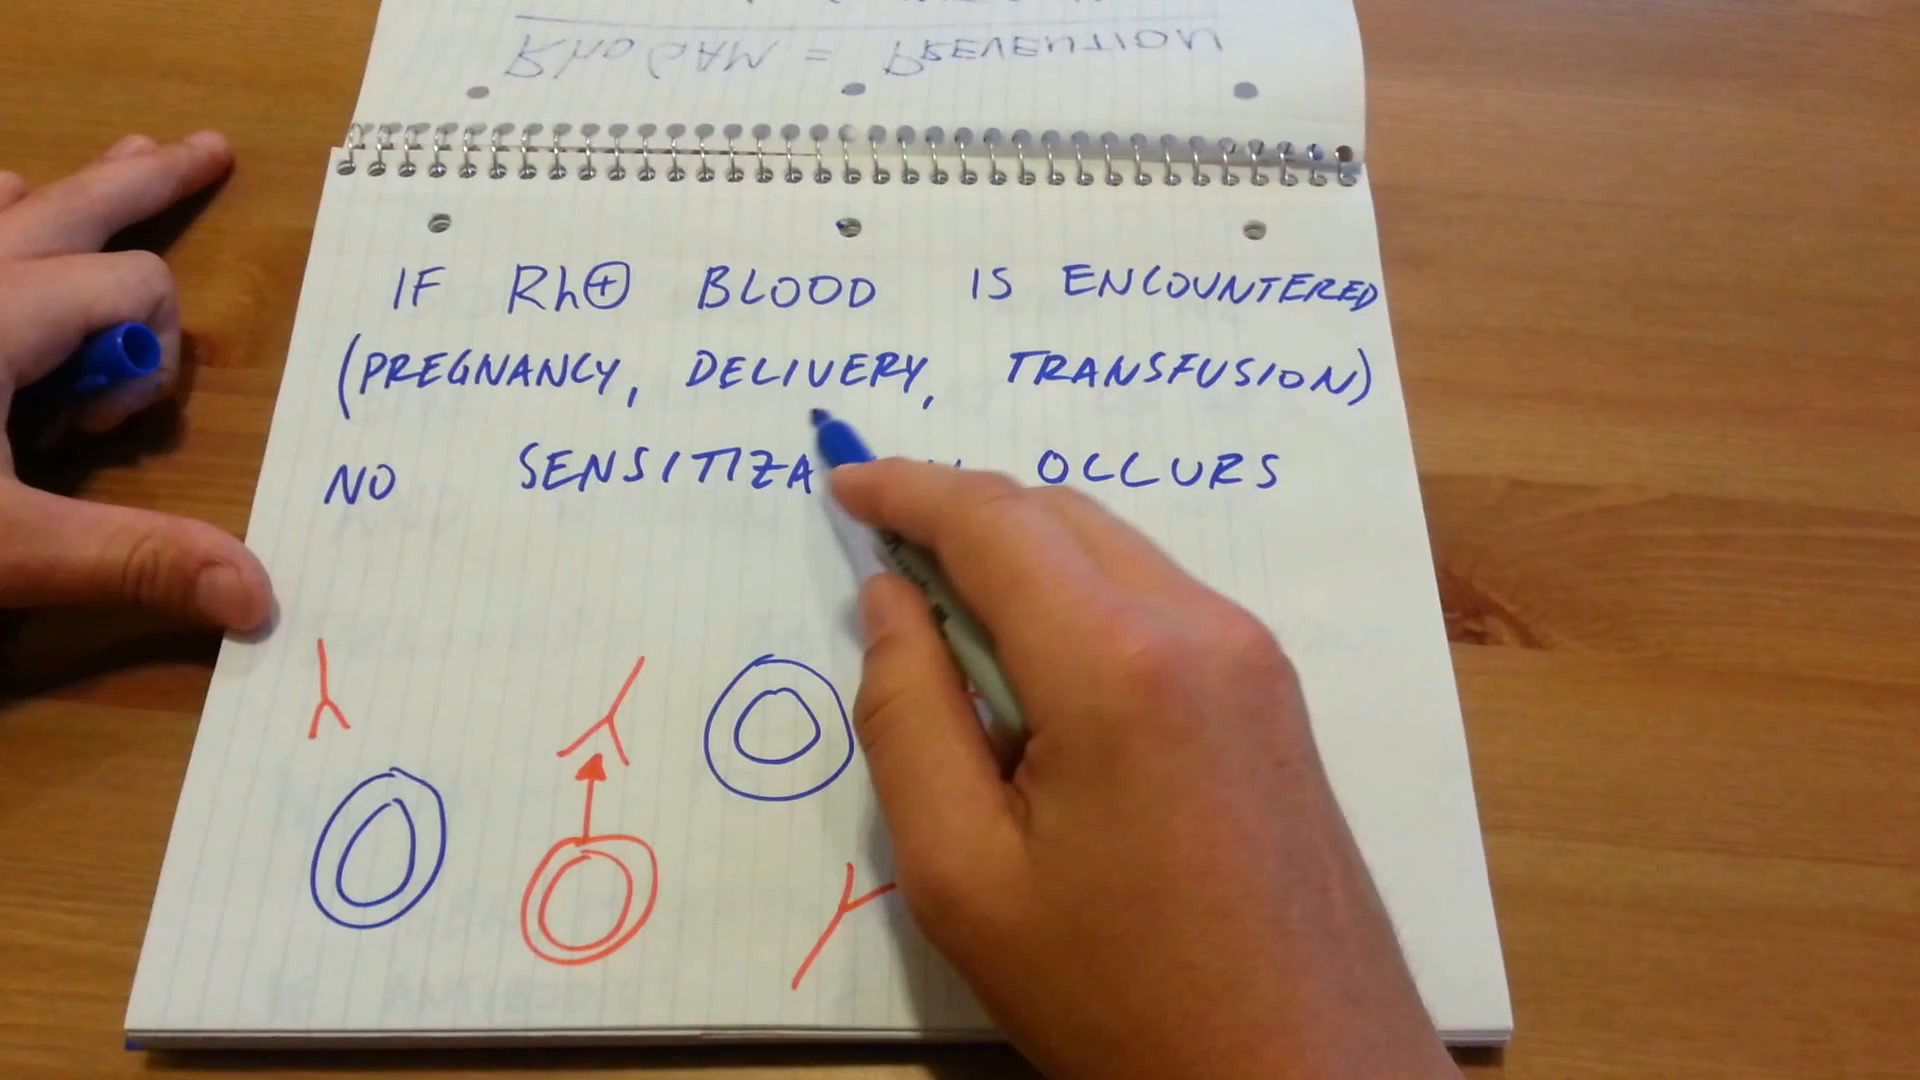 RhoGAM = PREVENTION
IF Rh⊕ BLOOD IS ENCOUNTERED
(PREGNANCY, DELIVERY, TRANSFUSION)
NO OCCURS